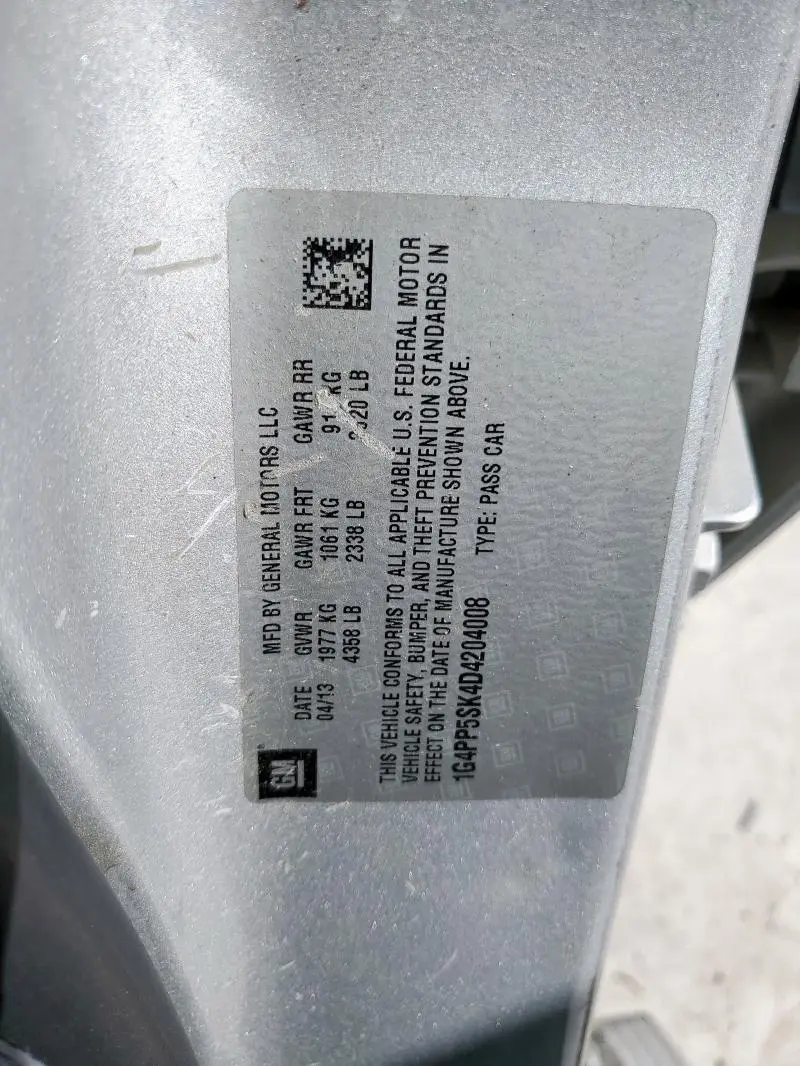 GM
MFD BY GENERAL MOTORS LLC
DATE GVWR GAWR FRT GAWR RR
04/13 1977 KG 1061 KG KG
4358 LB 2338 LB LB
THIS VEHICLE CONFORMS TO ALL APPLICABLE U.S. FEDERAL MOTOR
VEHICLE SAFETY, BUMPER, AND THEFT PREVENTION STANDARDS IN
EFFECT ON THE DATE OF MANUFACTURE SHOWN ABOVE.
1G4PP5SK4D4204008 TYPE: PASS CAR